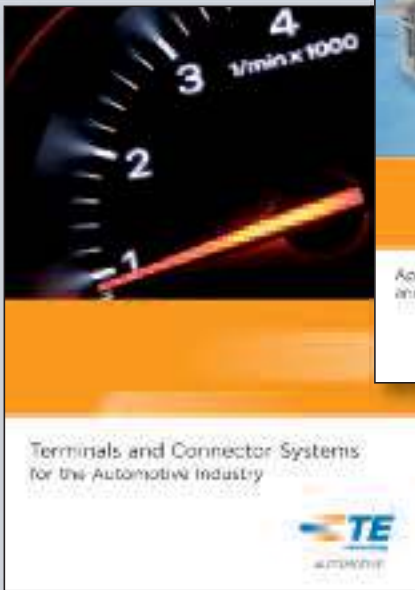 4
1/min x 1000
3
2
1
Terminals and Connector Systems
for the Automotive Industry
TE
AUTOMOTIVE